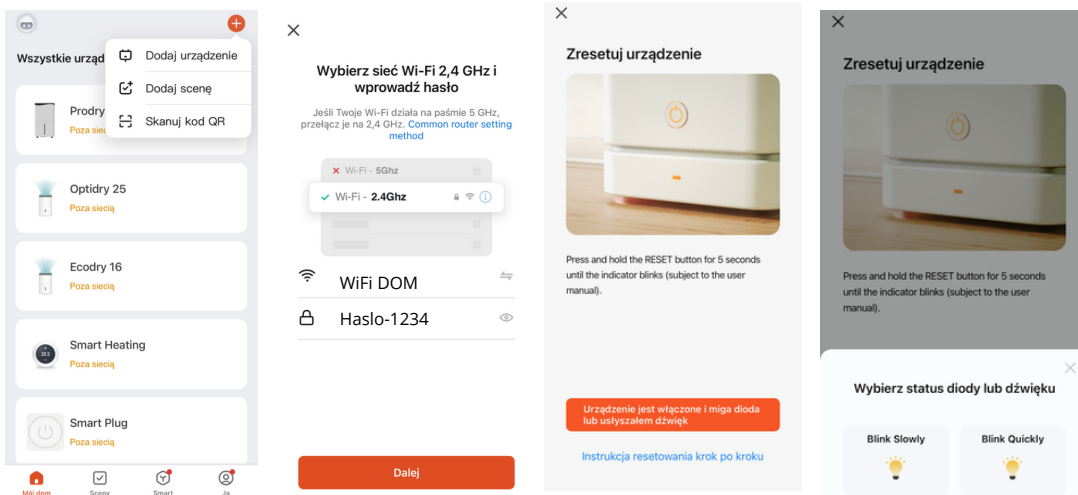 Wszystkie urząd
Dodaj urządzenie
Dodaj scenę
Skanuj kod QR
Prodry
Poza siec
Optidry 25
Poza siecią
Ecodry 16
Poza siecią
Smart Heating
Poza siecią
Smart Plug
Poza siecią
Mój dom
Sceny
Smart
Ja
Wybierz sieć Wi-Fi 2,4 GHz i
wprowadź hasło
Jeśli Twoje Wi-Fi działa na paśmie 5 GHz,
przełącz je na 2,4 GHz. Common router setting
method
Wi-Fi - 5Ghz
Wi-Fi - 2.4Ghz
WiFi DOM
Haslo-1234
Dalej
Zresetuj urządzenie
Press and hold the RESET button for 5 seconds
until the indicator blinks (subject to the user
manual).
Urządzenie jest włączone i miga dioda
lub usłyszałem dźwięk
Instrukcja resetowania krok po kroku
Zresetuj urządzenie
Press and hold the RESET button for 5 seconds
until the indicator blinks (subject to the user
manual).
Wybierz status diody lub dźwięku
Blink Slowly
Blink Quickly